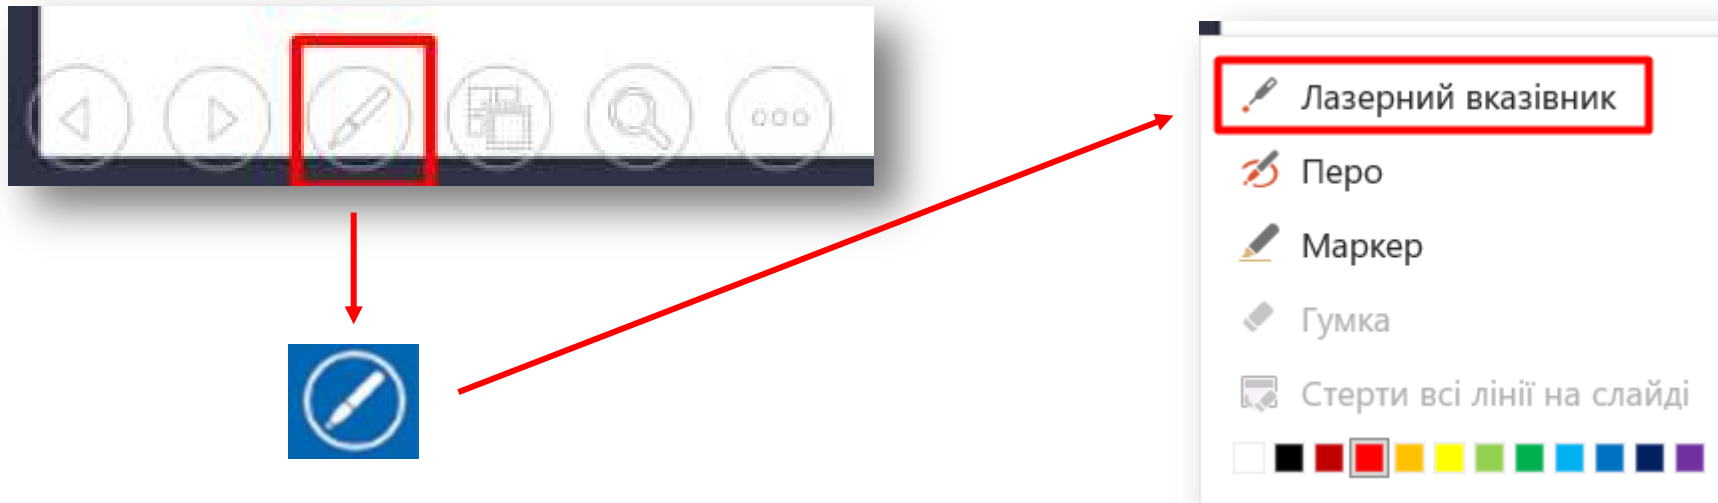 Лазерний вказівник
Перо
Маркер
Гумка
Стерти всі лінії на слайді